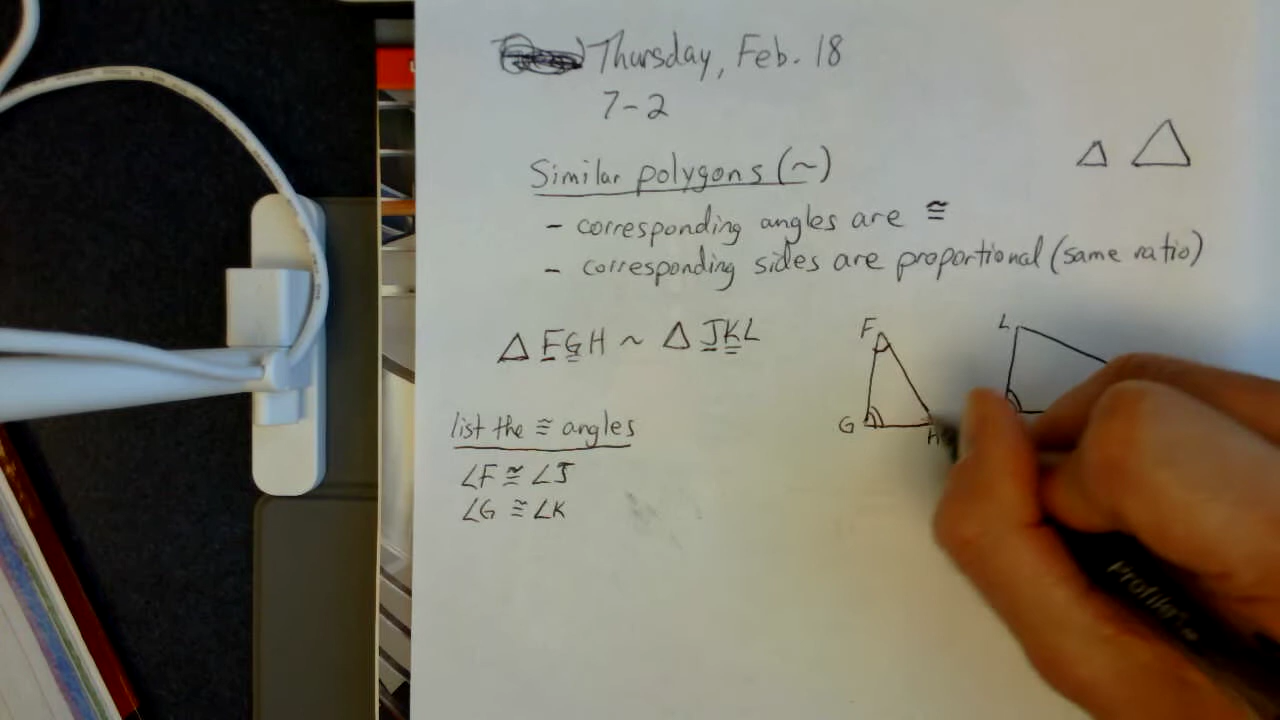 Thursday, Feb. 18
7-2
Similar polygons (~)
- corresponding angles are ≅
- corresponding sides are proportional (same ratio)
△ FGH ~ △ JKL
F
G
H
L
list the ≅ angles
∠F ≅ ∠J
∠G ≅ ∠K